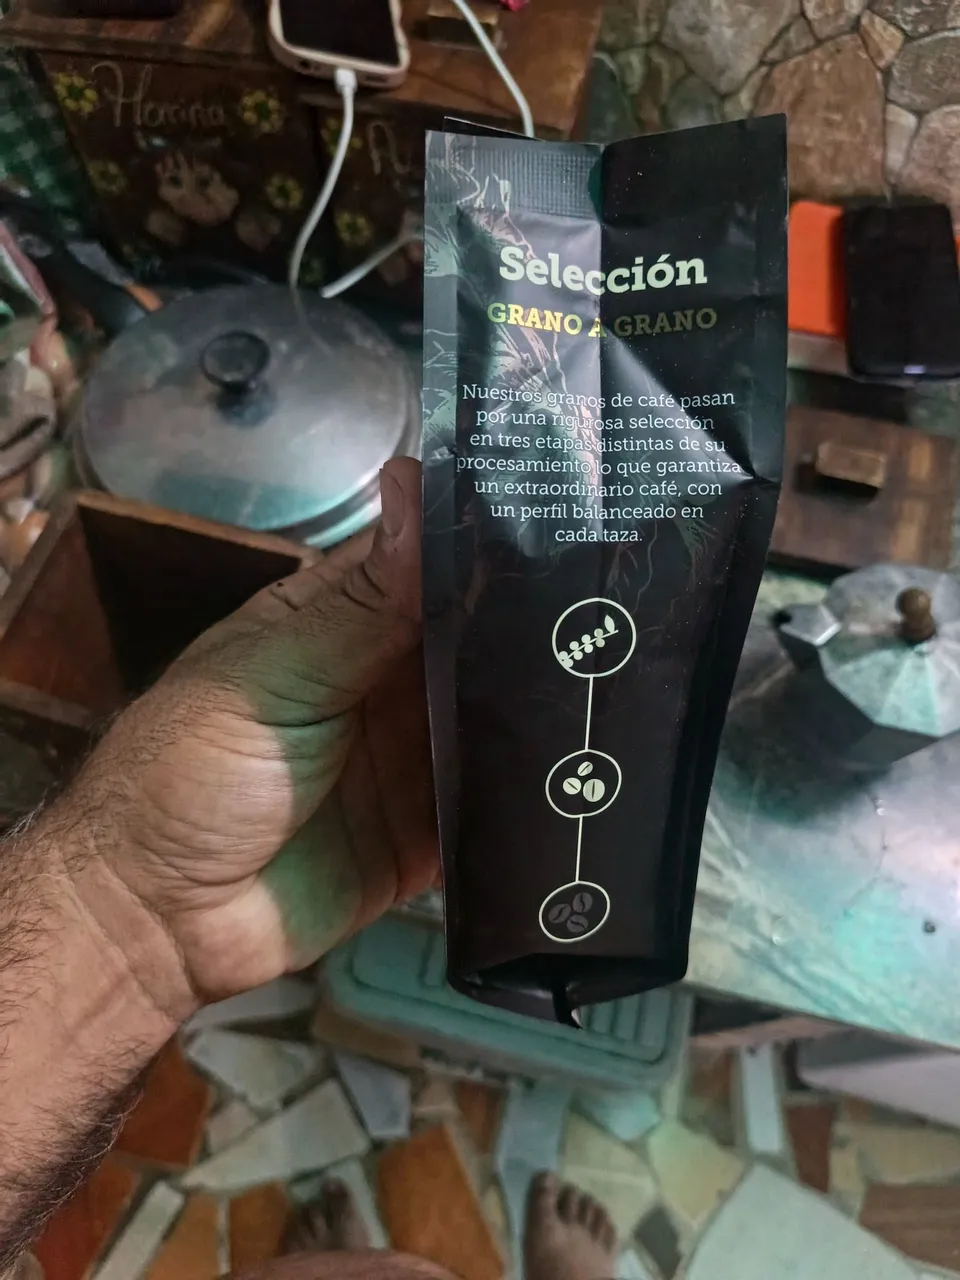 Harina
A
Selección
GRANO A GRANO
Nuestros granos de café pasan
por una rigurosa selección
en tres etapas distintas de su
procesamiento lo que garantiza
un extraordinario café, con
un perfil balanceado en
cada taza.